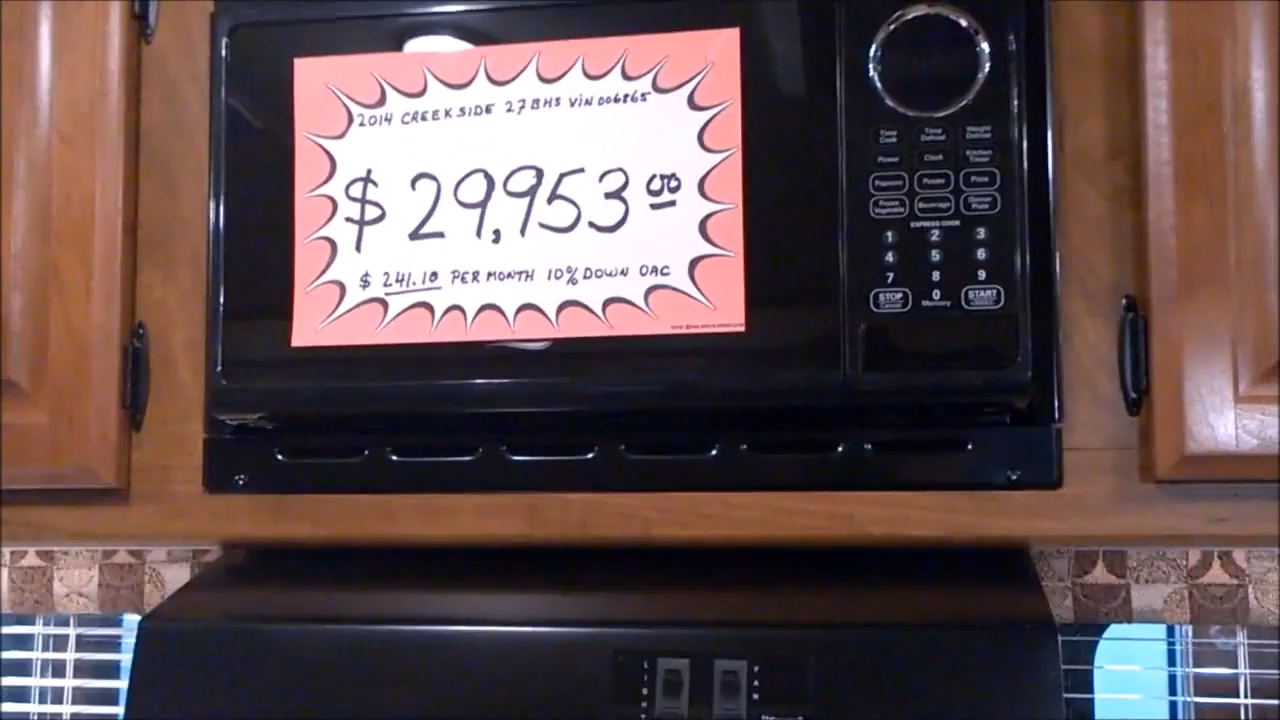 2014 CREEKSIDE 27BHS VIN 006865
$ 29,953.00
$ 241.10 PER MONTH 10% DOWN OAC
Time Cook Time Defrost Weight Defrost
Power Clock Kitchen Timer
Popcorn Potato Pizza
Frozen Vegetable Beverage Dinner Plate
EXPRESS COOK
1 2 3
4 5 6
7 8 9
STOP Cancel 0 Memory START
LIGHT FAN